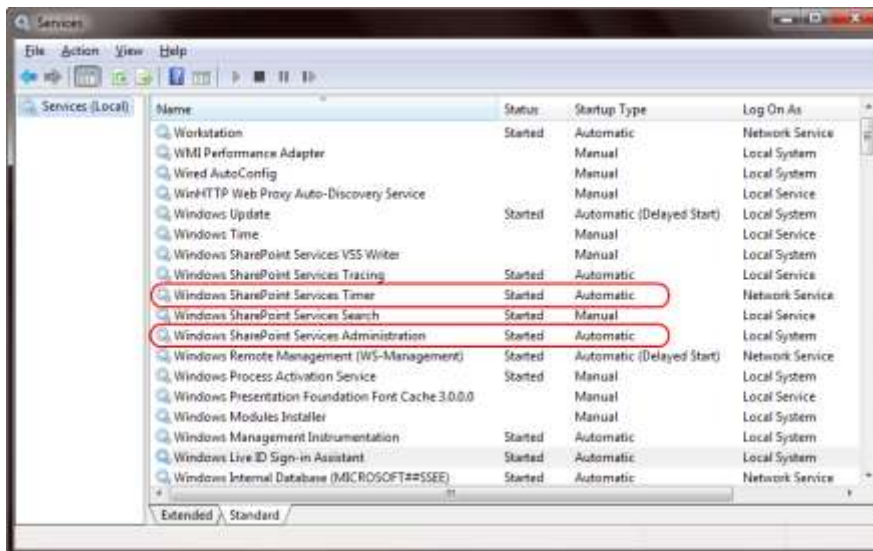 Services
File Action View Help
Services (Local)
Name Status Startup Type Log On As
Workstation Started Automatic Network Service
WMI Performance Adapter Manual Local System
Wired AutoConfig Manual Local System
WinHTTP Web Proxy Auto-Discovery Service Manual Local Service
Windows Update Started Automatic (Delayed Start) Local System
Windows Time Manual Local Service
Windows SharePoint Services VSS Writer Manual Local System
Windows SharePoint Services Tracing Started Automatic Local Service
Windows SharePoint Services Timer Started Automatic Network Service
Windows SharePoint Services Search Started Manual Local Service
Windows SharePoint Services Administration Started Automatic Local System
Windows Remote Management (WS-Management) Started Automatic (Delayed Start) Network Service
Windows Process Activation Service Started Manual Local System
Windows Presentation Foundation Font Cache 3.0.0.0 Manual Local Service
Windows Modules Installer Manual Local System
Windows Management Instrumentation Started Automatic Local System
Windows Live ID Sign-in Assistant Started Automatic Local System
Windows Internal Database (MICROSOFT##SSEE) Started Automatic Network Service
Extended Standard